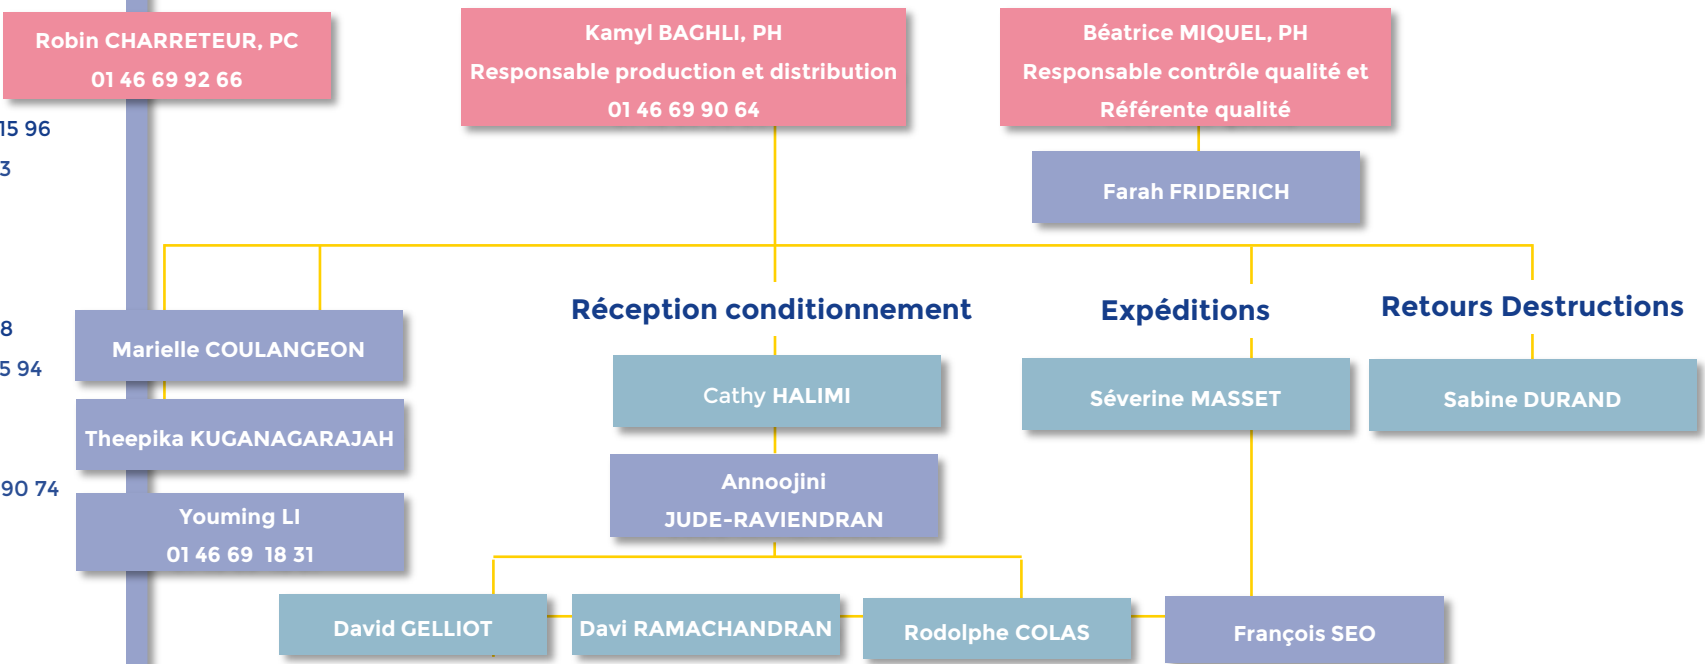 Robin CHARRETEUR, PC
01 46 69 92 66
Kamyl BAGHLI, PH
Responsable production et distribution
01 46 69 90 64
Béatrice MIQUEL, PH
Responsable contrôle qualité et
Référente qualité
15 96
3
Farah FRIDERICH
Réception conditionnement
Expéditions
Retours Destructions
8
5 94
90 74
Marielle COULANGEON
Theepika KUGANAGARAJAH
Youming LI
01 46 69 18 31
Cathy HALIMI
Séverine MASSET
Sabine DURAND
Annoojini
JUDE-RAVIENDRAN
David GELLIOT
Davi RAMACHANDRAN
Rodolphe COLAS
François SEO